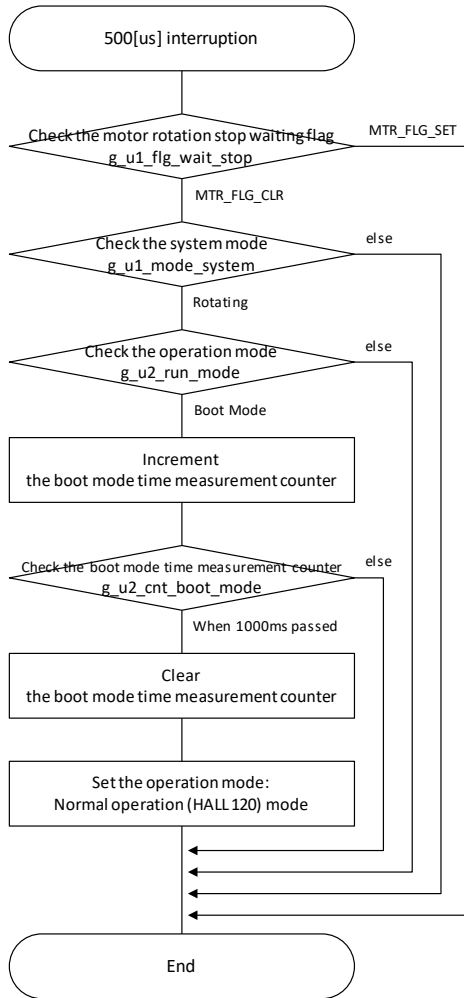 500[us] interruption
Check the motor rotation stop waiting flag
g_u1_flg_wait_stop
MTR_FLG_SET
MTR_FLG_CLR
Check the system mode
g_u1_mode_system
else
Rotating
Check the operation mode
g_u2_run_mode
else
Boot Mode
Increment
the boot mode time measurement counter
Check the boot mode time measurement counter
g_u2_cnt_boot_mode
else
When 1000ms passed
Clear
the boot mode time measurement counter
Set the operation mode:
Normal operation (HALL 120) mode
End